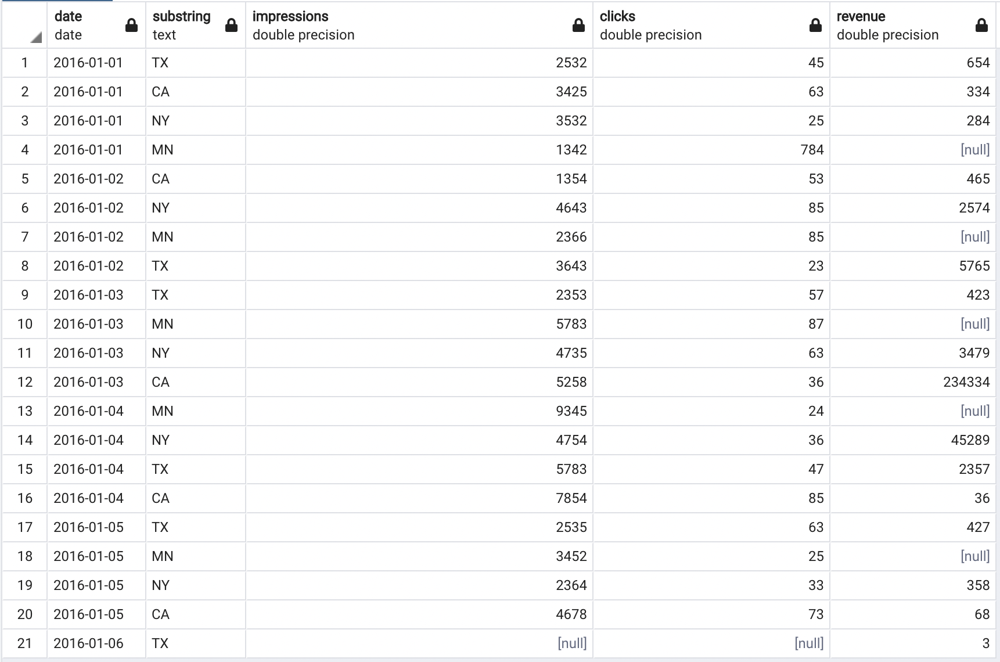 date substring impressions clicks revenue
date text double precision double precision double precision
1 2016-01-01 TX 2532 45 654
2 2016-01-01 CA 3425 63 334
3 2016-01-01 NY 3532 25 284
4 2016-01-01 MN 1342 784 [null]
5 2016-01-02 CA 1354 53 465
6 2016-01-02 NY 4643 85 2574
7 2016-01-02 MN 2366 85 [null]
8 2016-01-02 TX 3643 23 5765
9 2016-01-03 TX 2353 57 423
10 2016-01-03 MN 5783 87 [null]
11 2016-01-03 NY 4735 63 3479
12 2016-01-03 CA 5258 36 234334
13 2016-01-04 MN 9345 24 [null]
14 2016-01-04 NY 4754 36 45289
15 2016-01-04 TX 5783 47 2357
16 2016-01-04 CA 7854 85 36
17 2016-01-05 TX 2535 63 427
18 2016-01-05 MN 3452 25 [null]
19 2016-01-05 NY 2364 33 358
20 2016-01-05 CA 4678 73 68
21 2016-01-06 TX [null] [null] 3